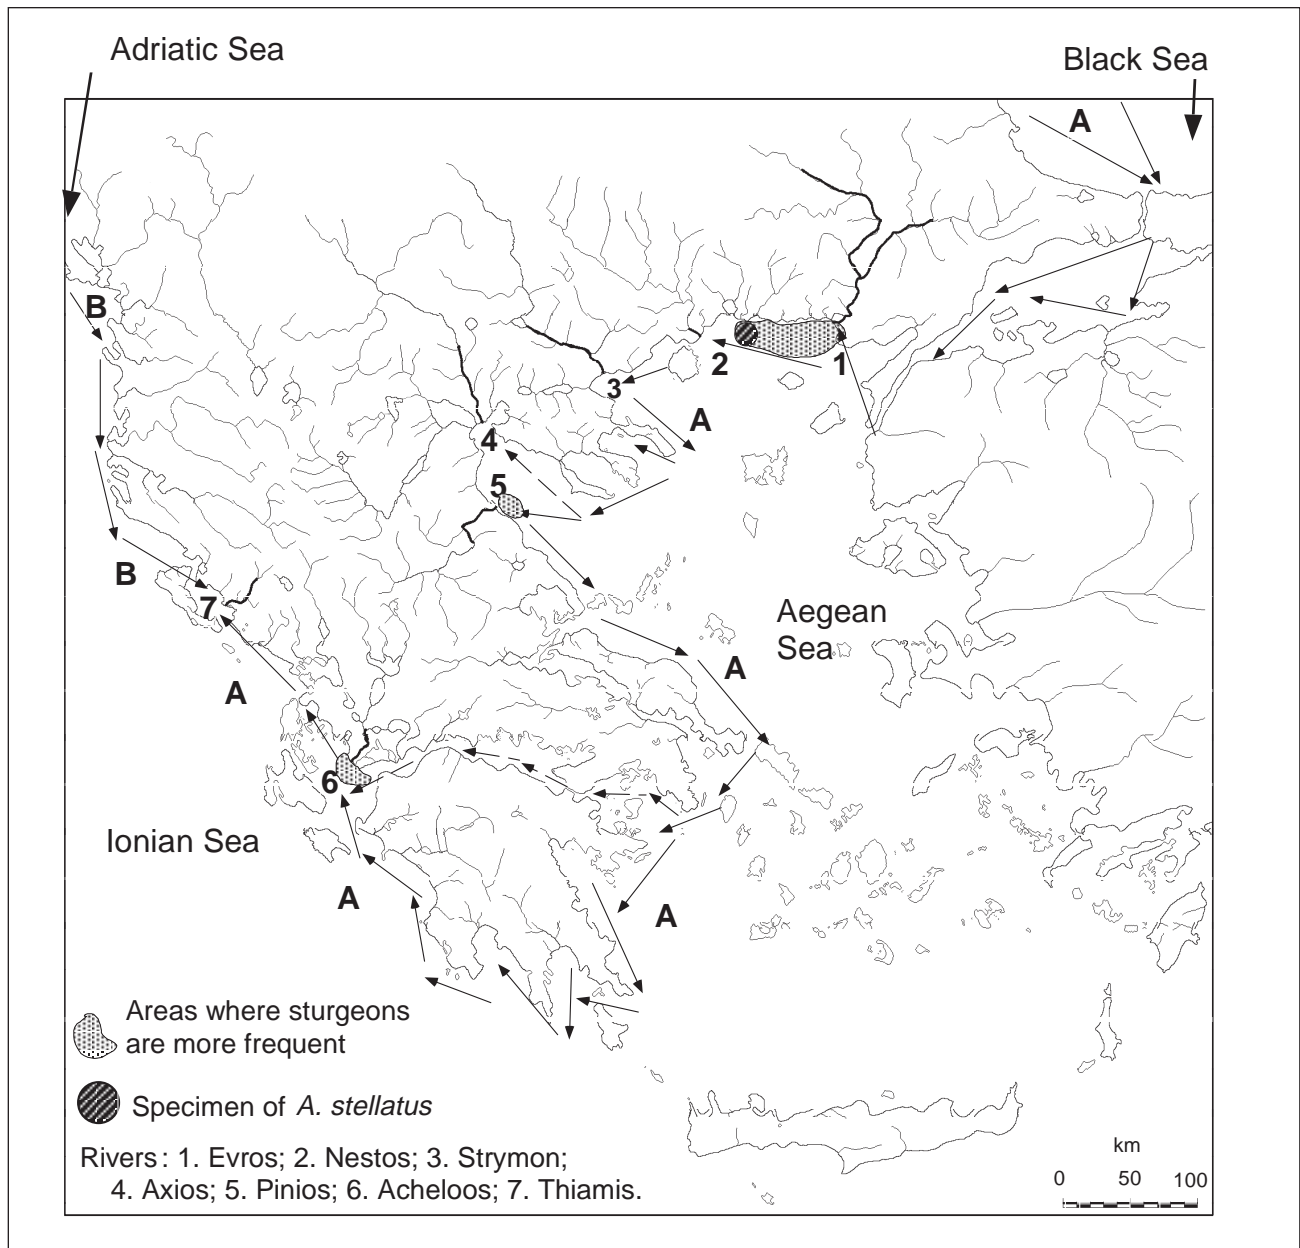 Adriatic Sea
Black Sea
A
B
2
1
3
A
4
5
B
7
Aegean
Sea
A
A
6
Ionian Sea
A
A
Areas where sturgeons
are more frequent
Specimen of A. stellatus
km
Rivers: 1. Evros; 2. Nestos; 3. Strymon;
0 50 100
4. Axios; 5. Pinios; 6. Acheloos; 7. Thiamis.